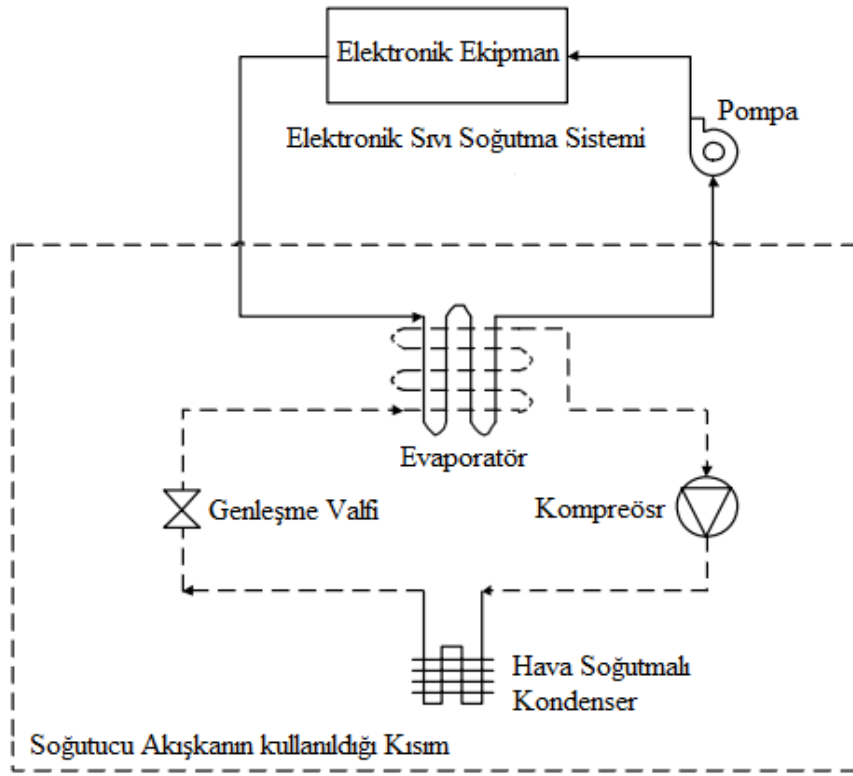 Elektronik Ekipman
Pompa
Elektronik Sıvı Soğutma Sistemi
Evaporatör
Genleşme Valfi
Kompreösr
Hava Soğutmalı
Kondenser
Soğutucu Akışkanın kullanıldığı Kısım